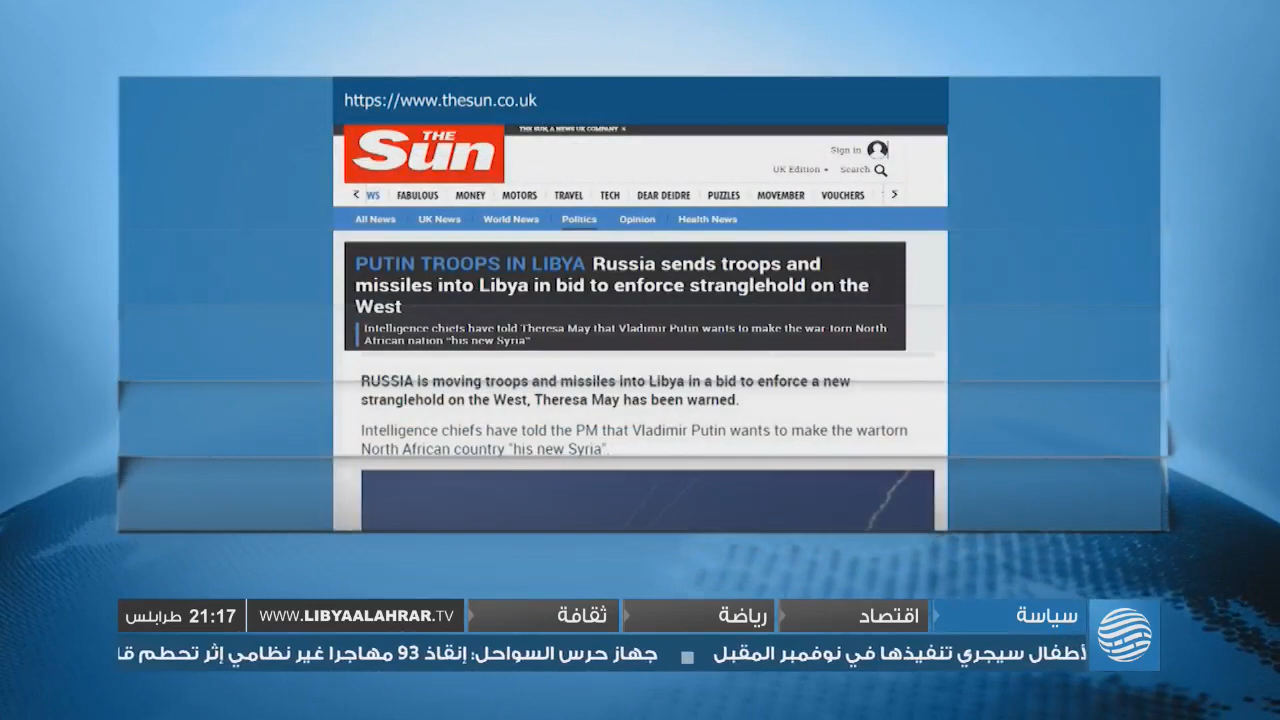 https://www.thesun.co.uk
THE SUN, A NEWS UK COMPANY
THE Sun
Sign in
UK Edition Search
WS FABULOUS MONEY MOTORS TRAVEL TECH DEAR DEIDRE PUZZLES MOVEMBER VOUCHERS
All News UK News World News Politics Opinion Health News
PUTIN TROOPS IN LIBYA Russia sends troops and
missiles into Libya in bid to enforce stranglehold on the
West
Intelligence chiefs have told Theresa May that Vladimir Putin wants to make the war-torn North
African nation "his new Syria"
RUSSIA is moving troops and missiles into Libya in a bid to enforce a new
stranglehold on the West, Theresa May has been warned.
Intelligence chiefs have told the PM that Vladimir Putin wants to make the wartorn
North African country "his new Syria".
سياسة اقتصاد رياضة ثقافة WWW.LIBYAALAHRAR.TV 21:17 طرابلس
أطفال سيجري تنفيذها في نوفمبر المقبل ■ جهاز حرس السواحل: إنقاذ 93 مهاجرا غير نظامي إثر تحطم قا